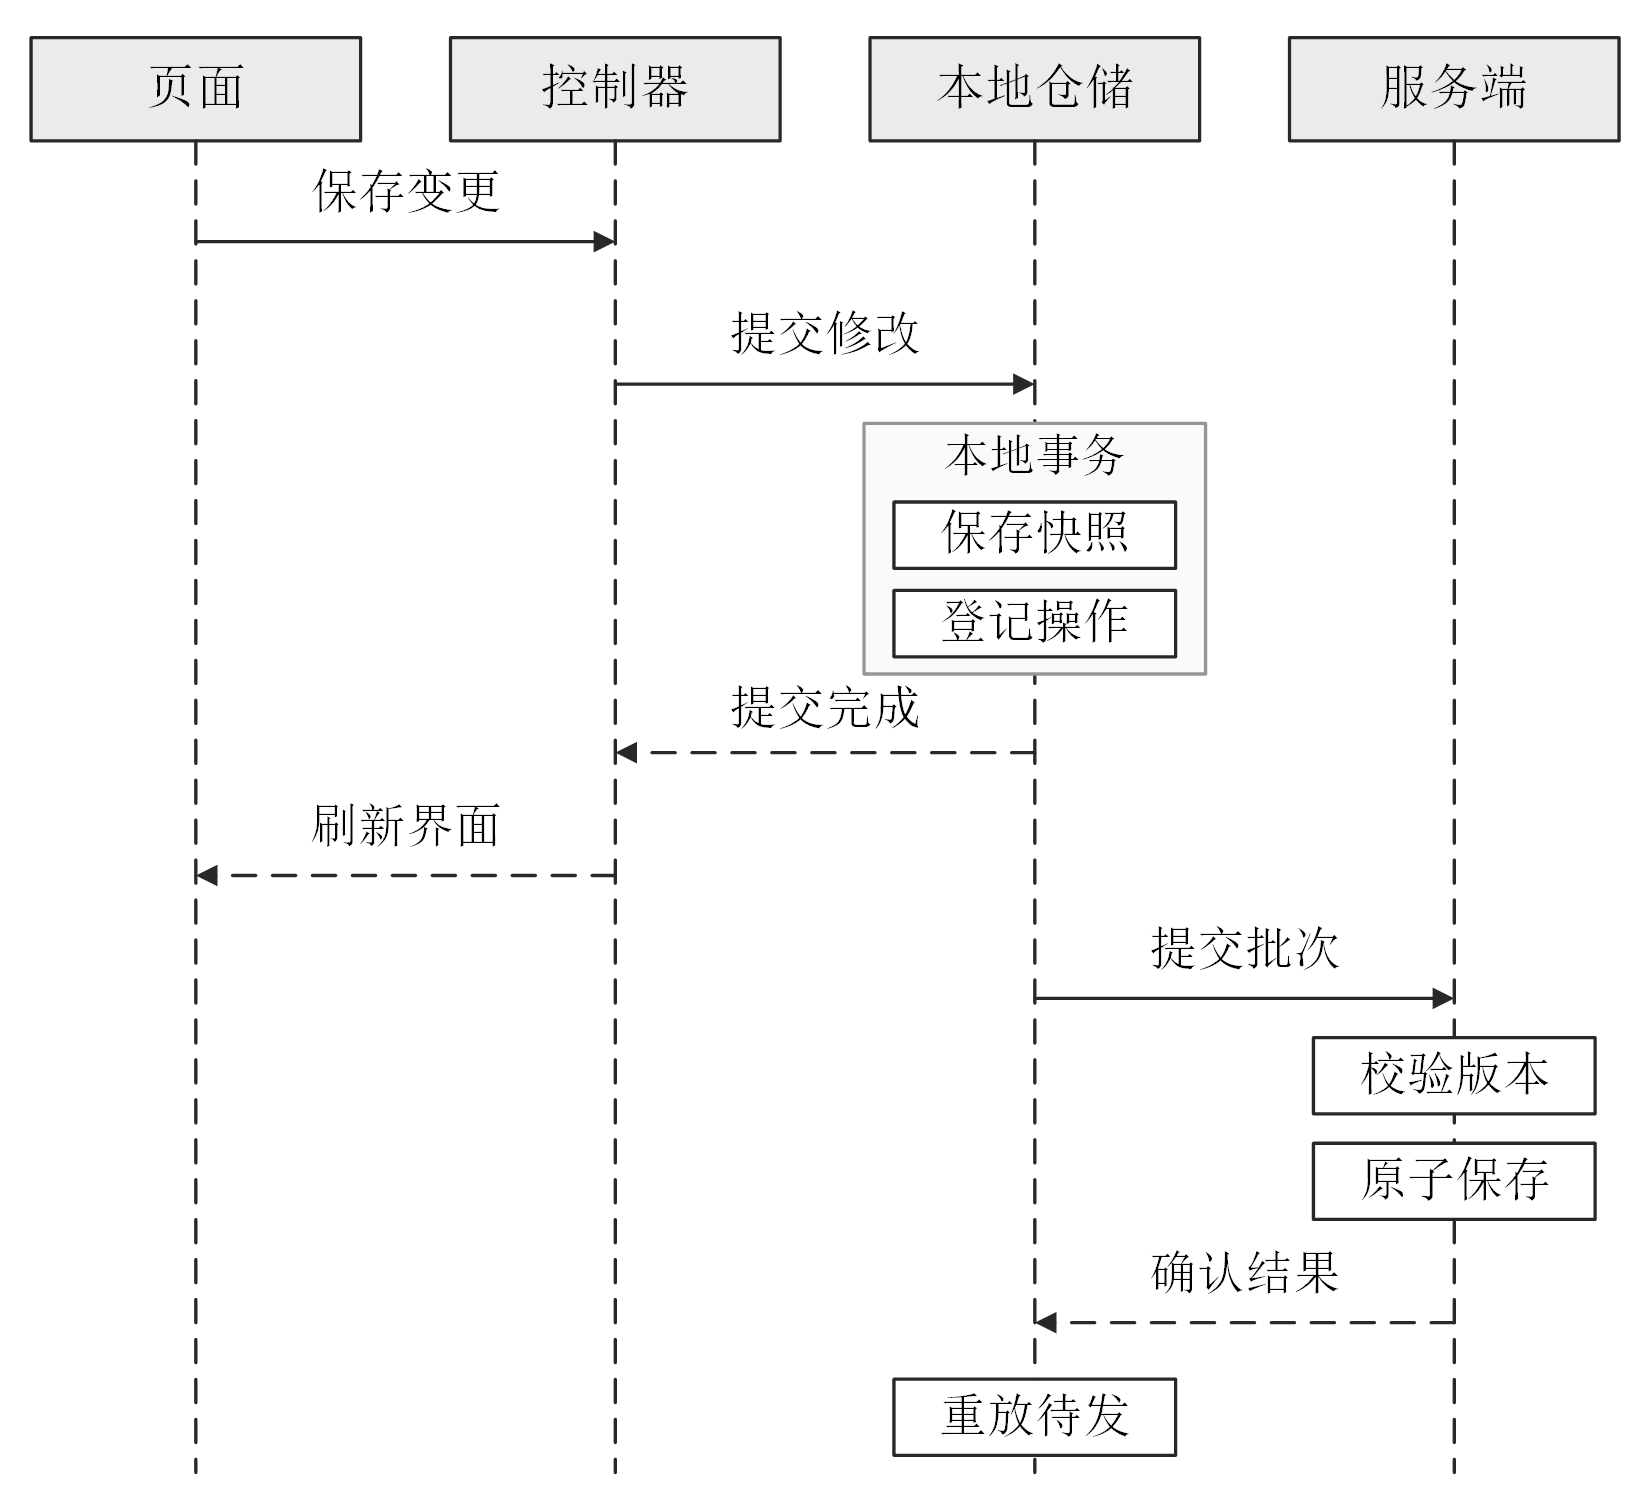 页面
控制器
本地仓储
服务端
保存变更
提交修改
本地事务
保存快照
登记操作
提交完成
刷新界面
提交批次
校验版本
原子保存
确认结果
重放待发